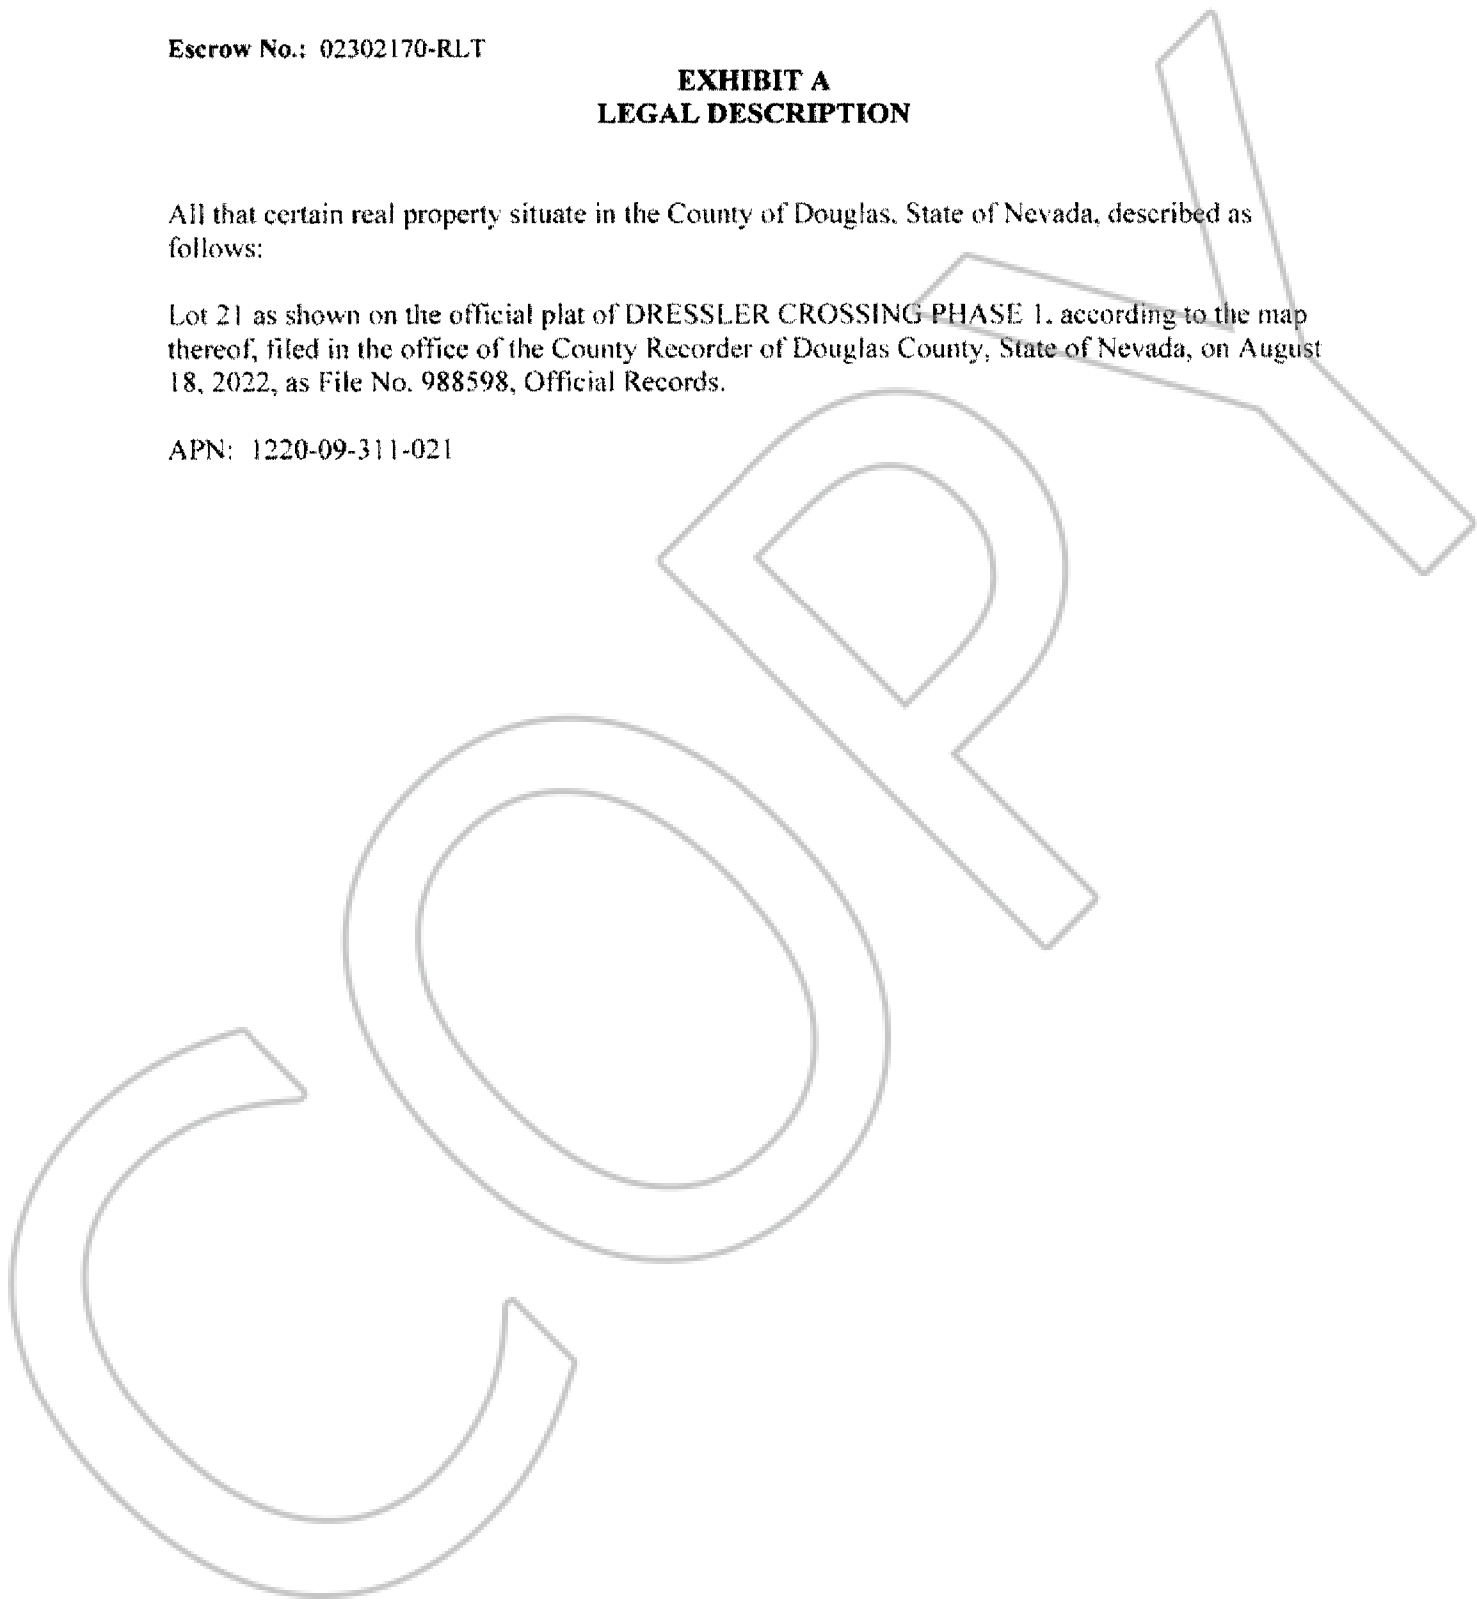 Escrow No.: 02302170-RLT
EXHIBIT A
LEGAL DESCRIPTION
All that certain real property situate in the County of Douglas, State of Nevada, described as
follows:
Lot 21 as shown on the official plat of DRESSLER CROSSING PHASE 1, according to the map
thereof, filed in the office of the County Recorder of Douglas County, State of Nevada, on August
18, 2022, as File No. 988598, Official Records.
APN: 1220-09-311-021
COPY